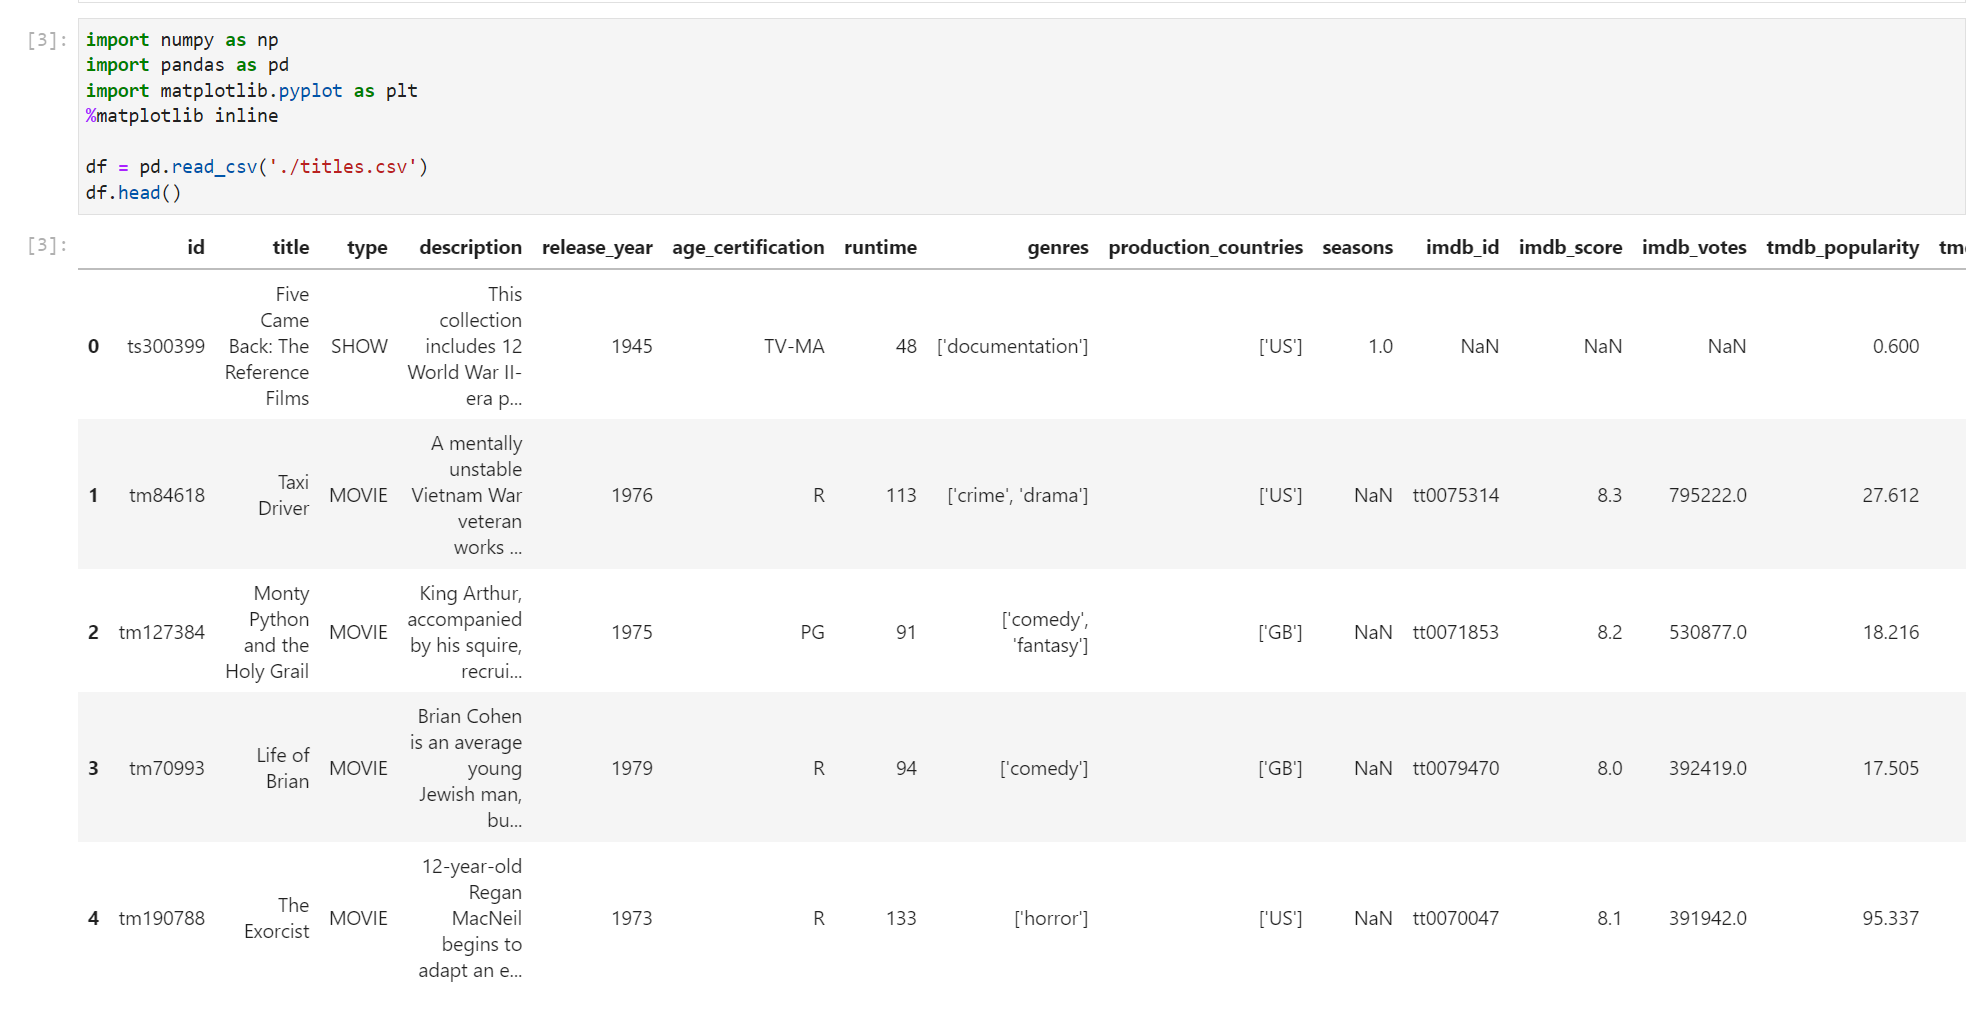 [3]:
import numpy as np
import pandas as pd
import matplotlib.pyplot as plt
%matplotlib inline
df = pd.read_csv('./titles.csv')
df.head()
[3]:
id title type description release_year age_certification runtime genres production_countries seasons imdb_id imdb_score imdb_votes tmdb_popularity
0 ts300399 Five Came Back: The Reference Films SHOW This collection includes 12 World War II-era p... 1945 TV-MA 48 ['documentation'] ['US'] 1.0 NaN NaN NaN 0.600
1 tm84618 Taxi Driver MOVIE A mentally unstable Vietnam War veteran works ... 1976 R 113 ['crime', 'drama'] ['US'] NaN tt0075314 8.3 795222.0 27.612
2 tm127384 Monty Python and the Holy Grail MOVIE King Arthur, accompanied by his squire, recrui... 1975 PG 91 ['comedy', 'fantasy'] ['GB'] NaN tt0071853 8.2 530877.0 18.216
3 tm70993 Life of Brian MOVIE Brian Cohen is an average young Jewish man, bu... 1979 R 94 ['comedy'] ['GB'] NaN tt0079470 8.0 392419.0 17.505
4 tm190788 The Exorcist MOVIE 12-year-old Regan MacNeil begins to adapt an e... 1973 R 133 ['horror'] ['US'] NaN tt0070047 8.1 391942.0 95.337